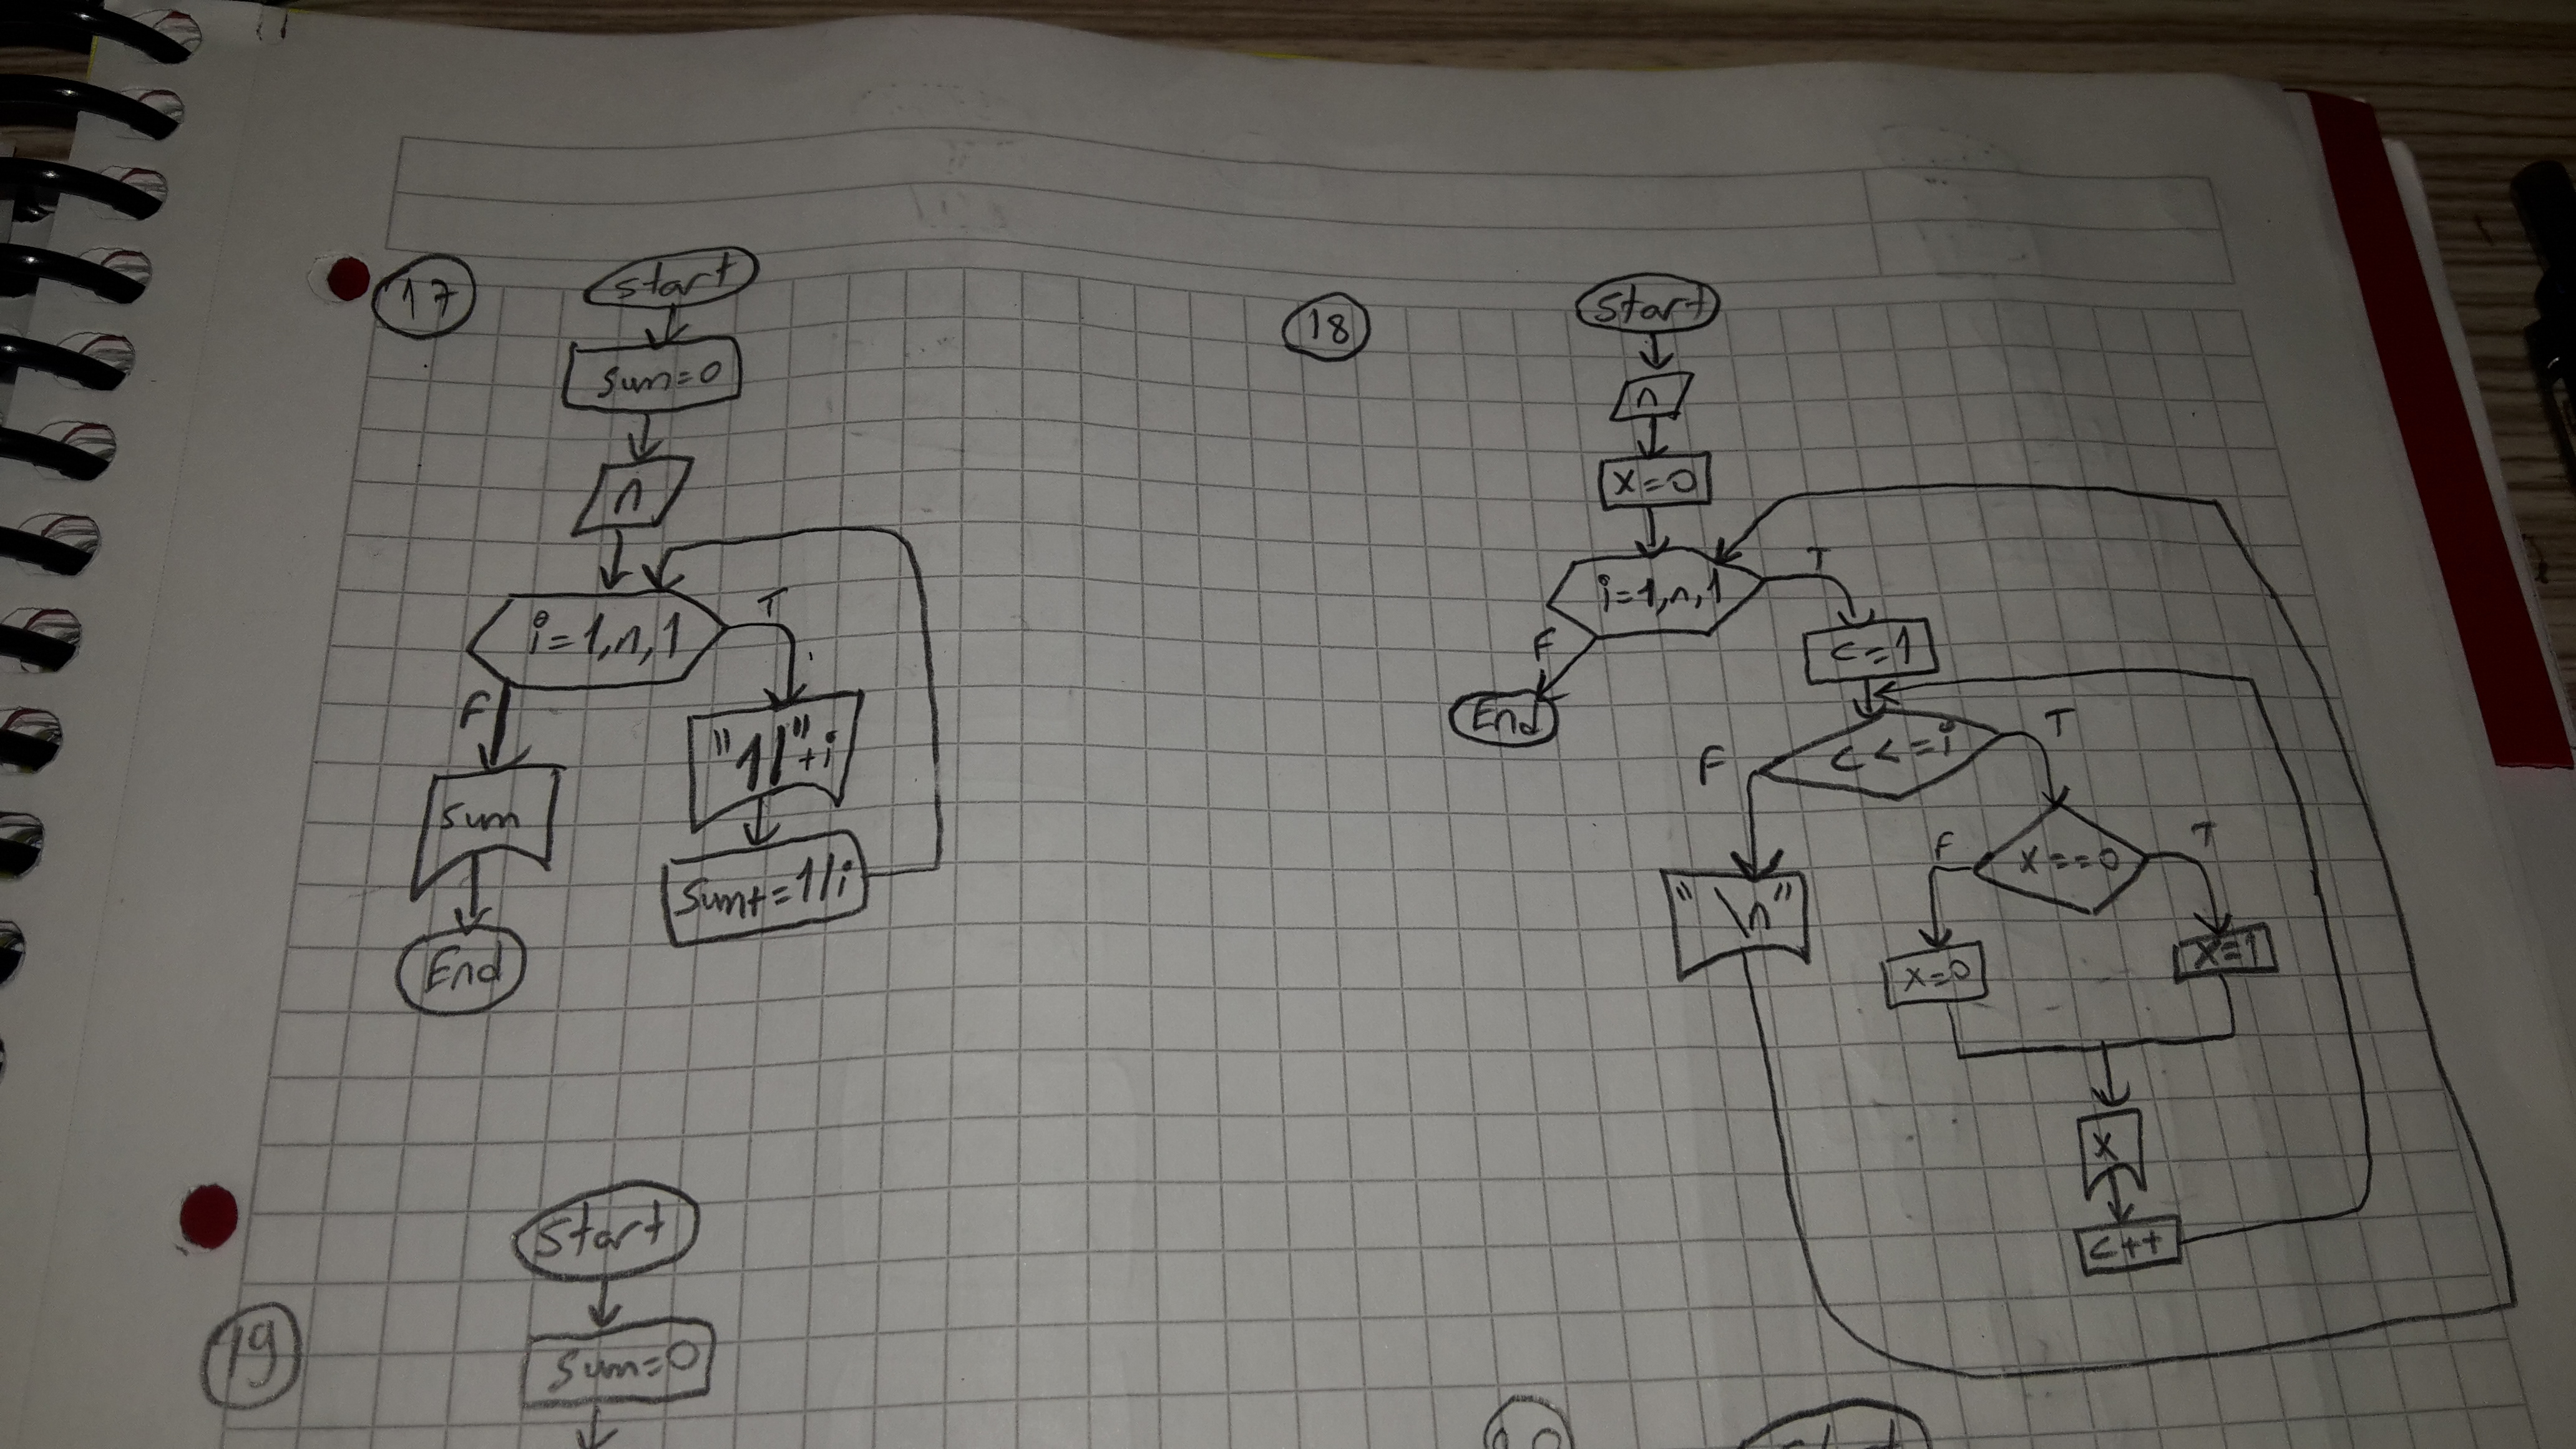 17
Start
sum=0
n
i=1,n,1
T
F
"1/"+i
sum
sum+=1/i
End
18
Start
n
x=0
i=1,n,1
T
F
c=1
End
c<=i
T
F
x==0
F
T
"\n"
x=0
x=1
x
c++
19
Start
sum=0
Start